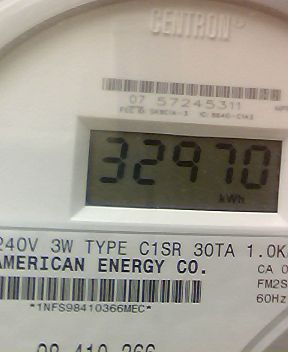 CENTRON
07 57245311
32970
kWh
240V 3W TYPE C1SR 30TA 1.0K
AMERICAN ENERGY CO.
CA 0
FM2S
*1NFS98410366MEC*
60Hz
98 410 366